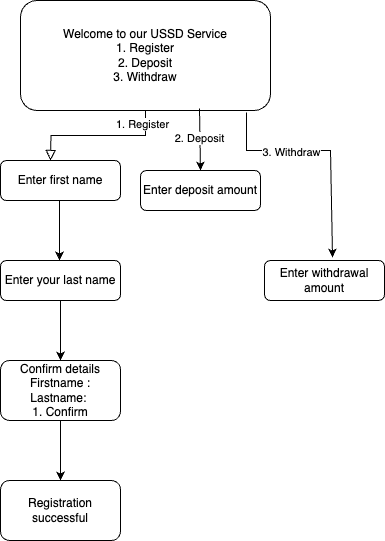 Welcome to our USSD Service
1. Register
2. Deposit
3. Withdraw
1. Register
2. Deposit
3. Withdraw
Enter first name
Enter deposit amount
Enter your last name
Enter withdrawal
amount
Confirm details
Firstname :
Lastname:
1. Confirm
Registration
successful